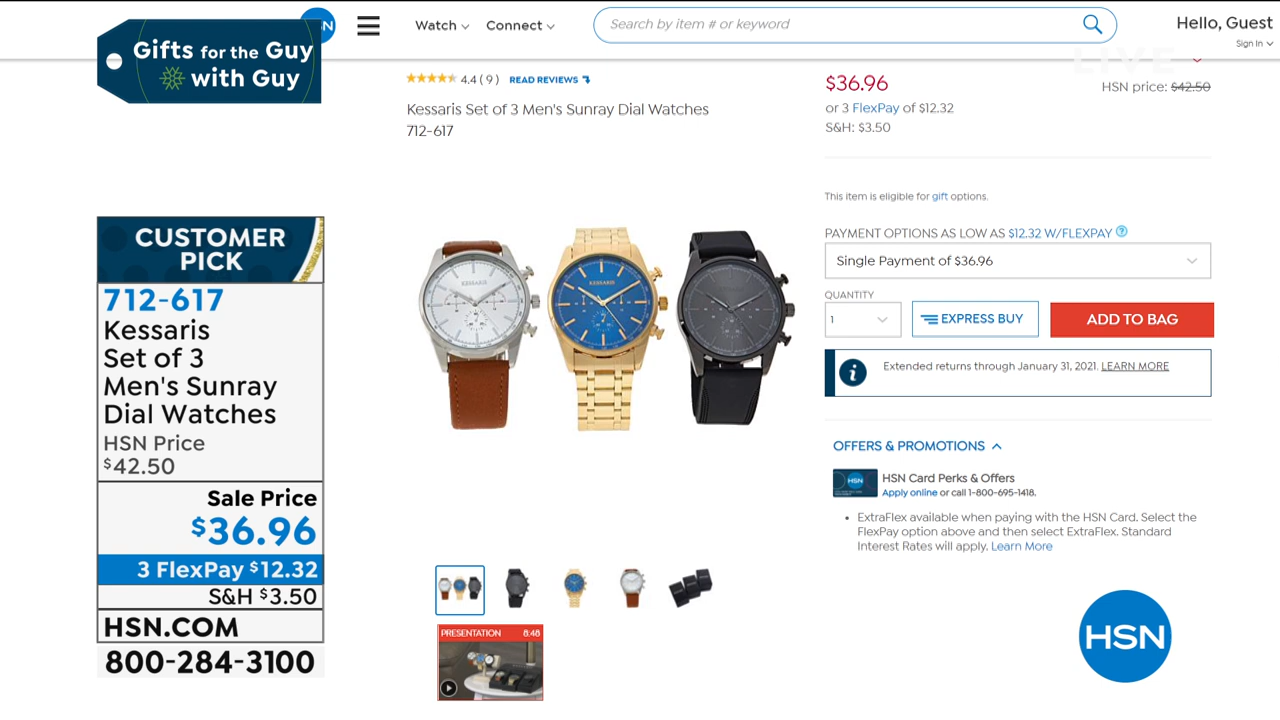 Gifts for the Guy
with Guy
Watch
Connect
Search by item # or keyword
Hello, Guest
Sign In
LIVE
4.4 ( 9 ) READ REVIEWS
Kessaris Set of 3 Men's Sunray Dial Watches
712-617
$36.96
HSN price: $42.50
or 3 FlexPay of $12.32
S&H: $3.50
This item is eligible for gift options.
PAYMENT OPTIONS AS LOW AS $12.32 W/FLEXPAY ?
Single Payment of $36.96
QUANTITY
1
EXPRESS BUY
ADD TO BAG
i
Extended returns through January 31, 2021. LEARN MORE
OFFERS & PROMOTIONS
HSN
HSN Card Perks & Offers
Apply online or call 1-800-695-1418.
• ExtraFlex available when paying with the HSN Card. Select the
FlexPay option above and then select ExtraFlex. Standard
Interest Rates will apply. Learn More
CUSTOMER
PICK
712-617
Kessaris
Set of 3
Men's Sunray
Dial Watches
HSN Price
$42.50
Sale Price
$36.96
3 FlexPay $12.32
S&H $3.50
HSN.COM
800-284-3100
KESSARIS
KESSARIS
PRESENTATION 8:48
HSN